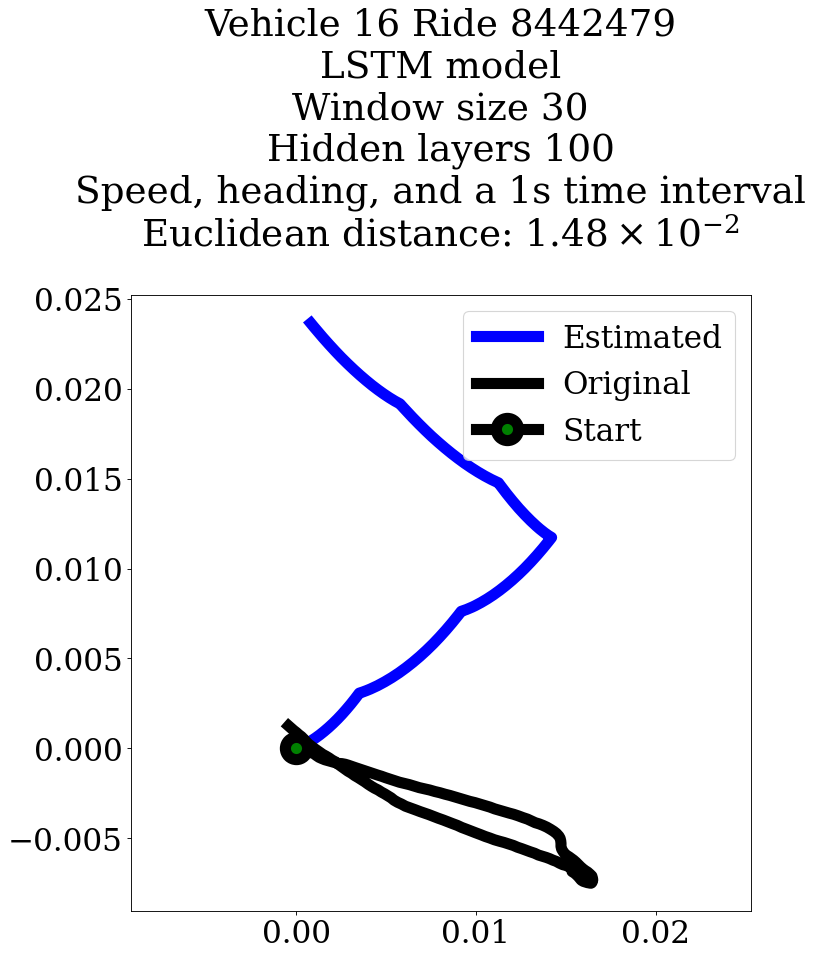 Vehicle 16 Ride 8442479
LSTM model
Window size 30
Hidden layers 100
Speed, heading, and a 1s time interval
Euclidean distance: 1.48 × 10⁻²
0.025
0.020
0.015
0.010
0.005
0.000
−0.005
Estimated
Original
Start
0.00 0.01 0.02